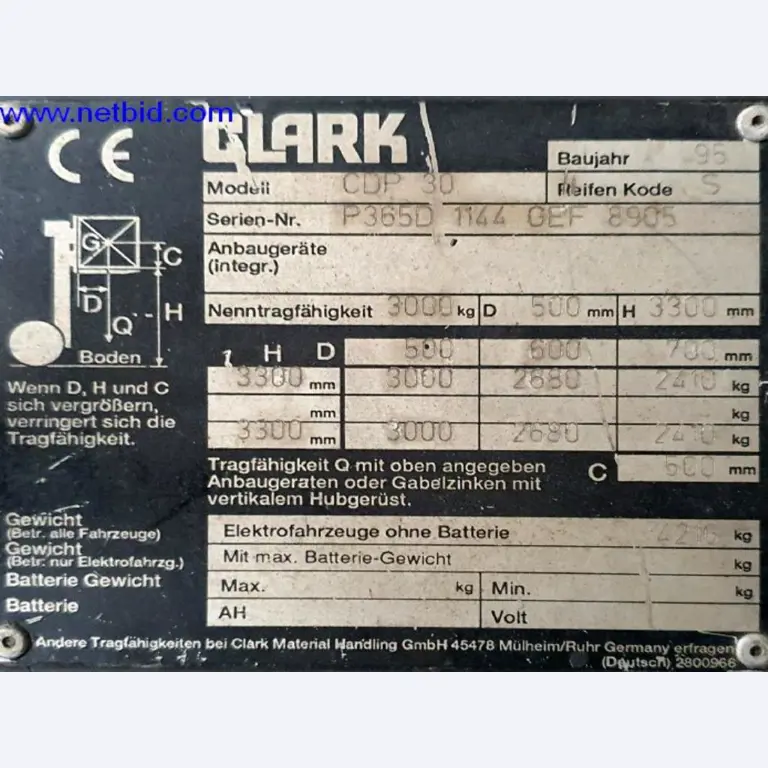 www.netbid.com
CE
CLARK
Baujahr 95
Modell CDP 30
Reifen Kode S
Serien-Nr. P365D 1144 GEF 8905
Anbaugeräte
(integr.)
Nenntragfähigkeit 3000 kg D 500 mm H 3300 mm
G C
D H
Q
Boden
H D 500 600 700 mm
3300 mm 3000 2680 2410 kg
mm kg
3300 mm 3000 2680 2410 kg
Wenn D, H und C
sich vergrößern,
verringert sich die
Tragfähigkeit.
Tragfähigkeit Q mit oben angegeben
Anbaugeraten oder Gabelzinken mit
vertikalem Hubgerüst.
C mm
Gewicht
(Betr. alle Fahrzeuge)
Elektrofahrzeuge ohne Batterie kg
Gewicht
(Betr. nur Elektrofahrzg.)
Mit max. Batterie-Gewicht kg
Batterie Gewicht
Max. kg Min. kg
Batterie
AH Volt
Andere Tragfähigkeiten bei Clark Material Handling GmbH 45478 Mülheim/Ruhr Germany erfragen
(Deutsch) 2800966